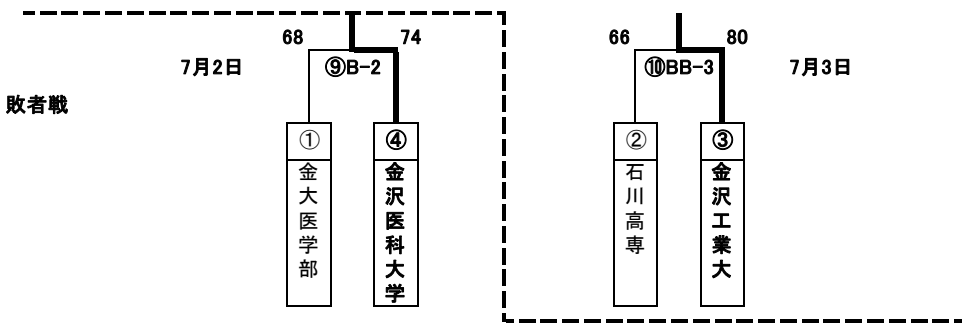 68 74 66 80
7月2日 ⑨B-2 ⑩BB-3 7月3日
敗者戦
① ④ ② ③
金大医学部
金沢医科大学
石川高専
金沢工業大